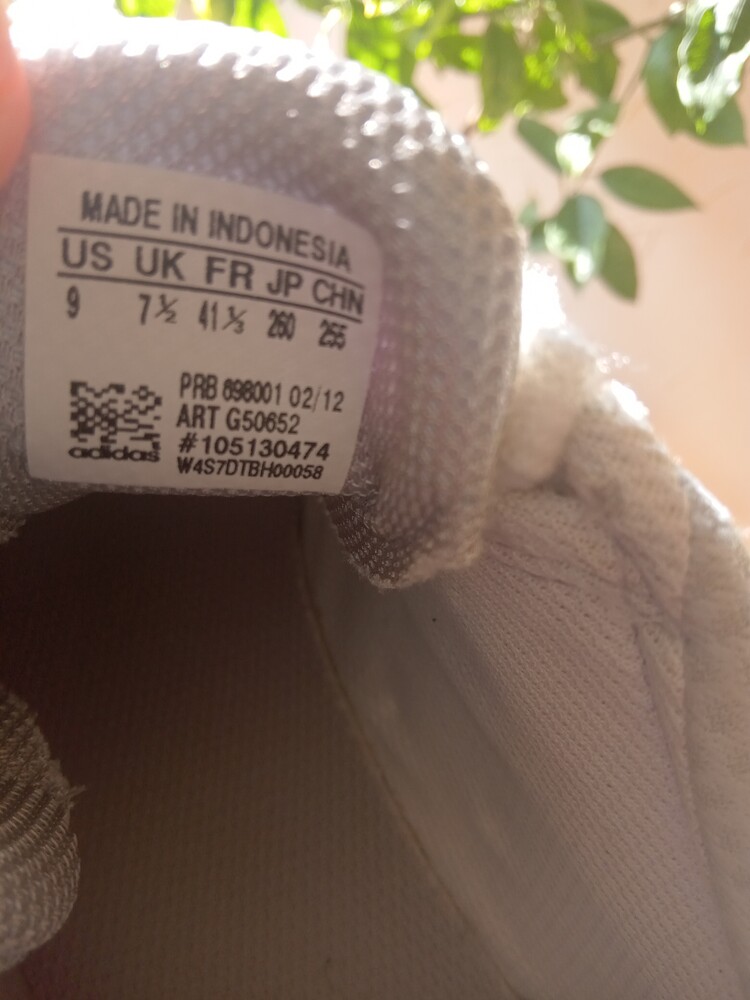 MADE IN INDONESIA
US UK FR JP CHN
9 7½ 41⅓ 260 255
PRB 698001 02/12
ART G50652
#105130474
adidas W4S7DTBH00058